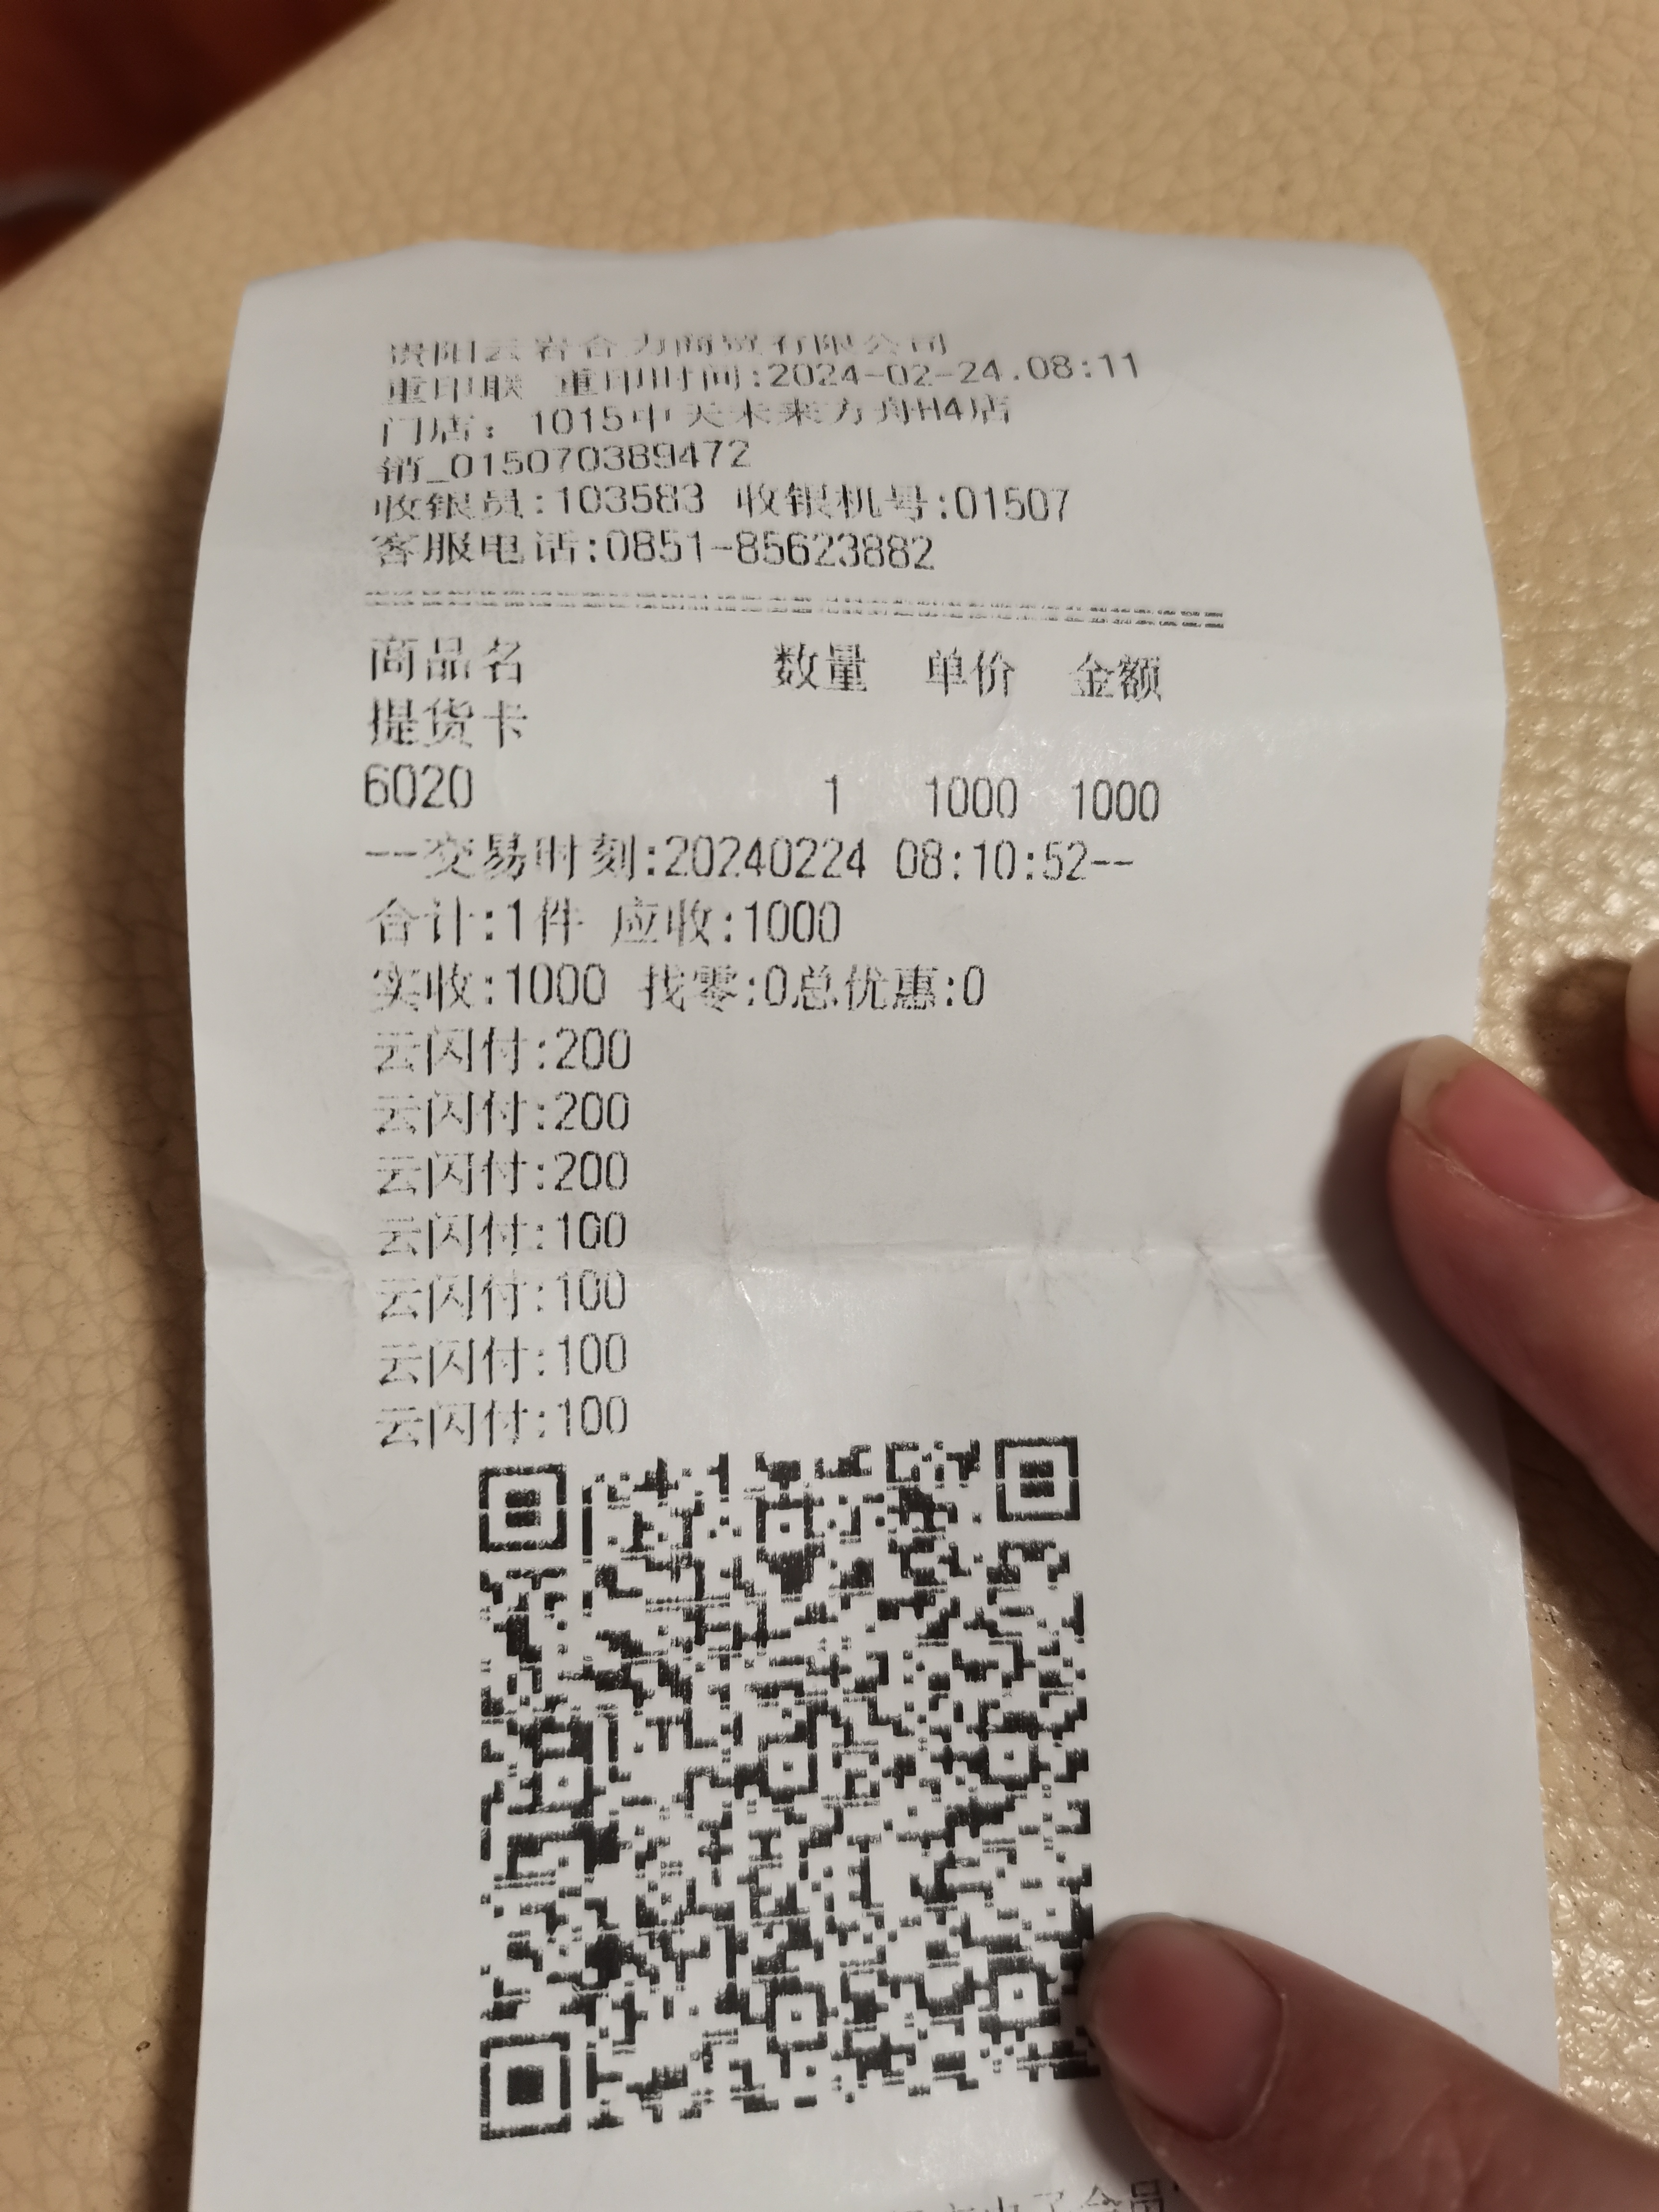 贵阳云岩合力商贸有限公司
重印联 重印时间:2024-02-24.08:11
门店: 1015中天未来方舟H4店
销_015070389472
收银员:103583 收银机号:01507
客服电话:0851-85623882
商品名 数量 单价 金额
提货卡
6020 1 1000 1000
--交易时刻:20240224 08:10:52--
合计:1件 应收:1000
实收:1000 找零:0总优惠:0
云闪付:200
云闪付:200
云闪付:200
云闪付:100
云闪付:100
云闪付:100
云闪付:100
电子会员